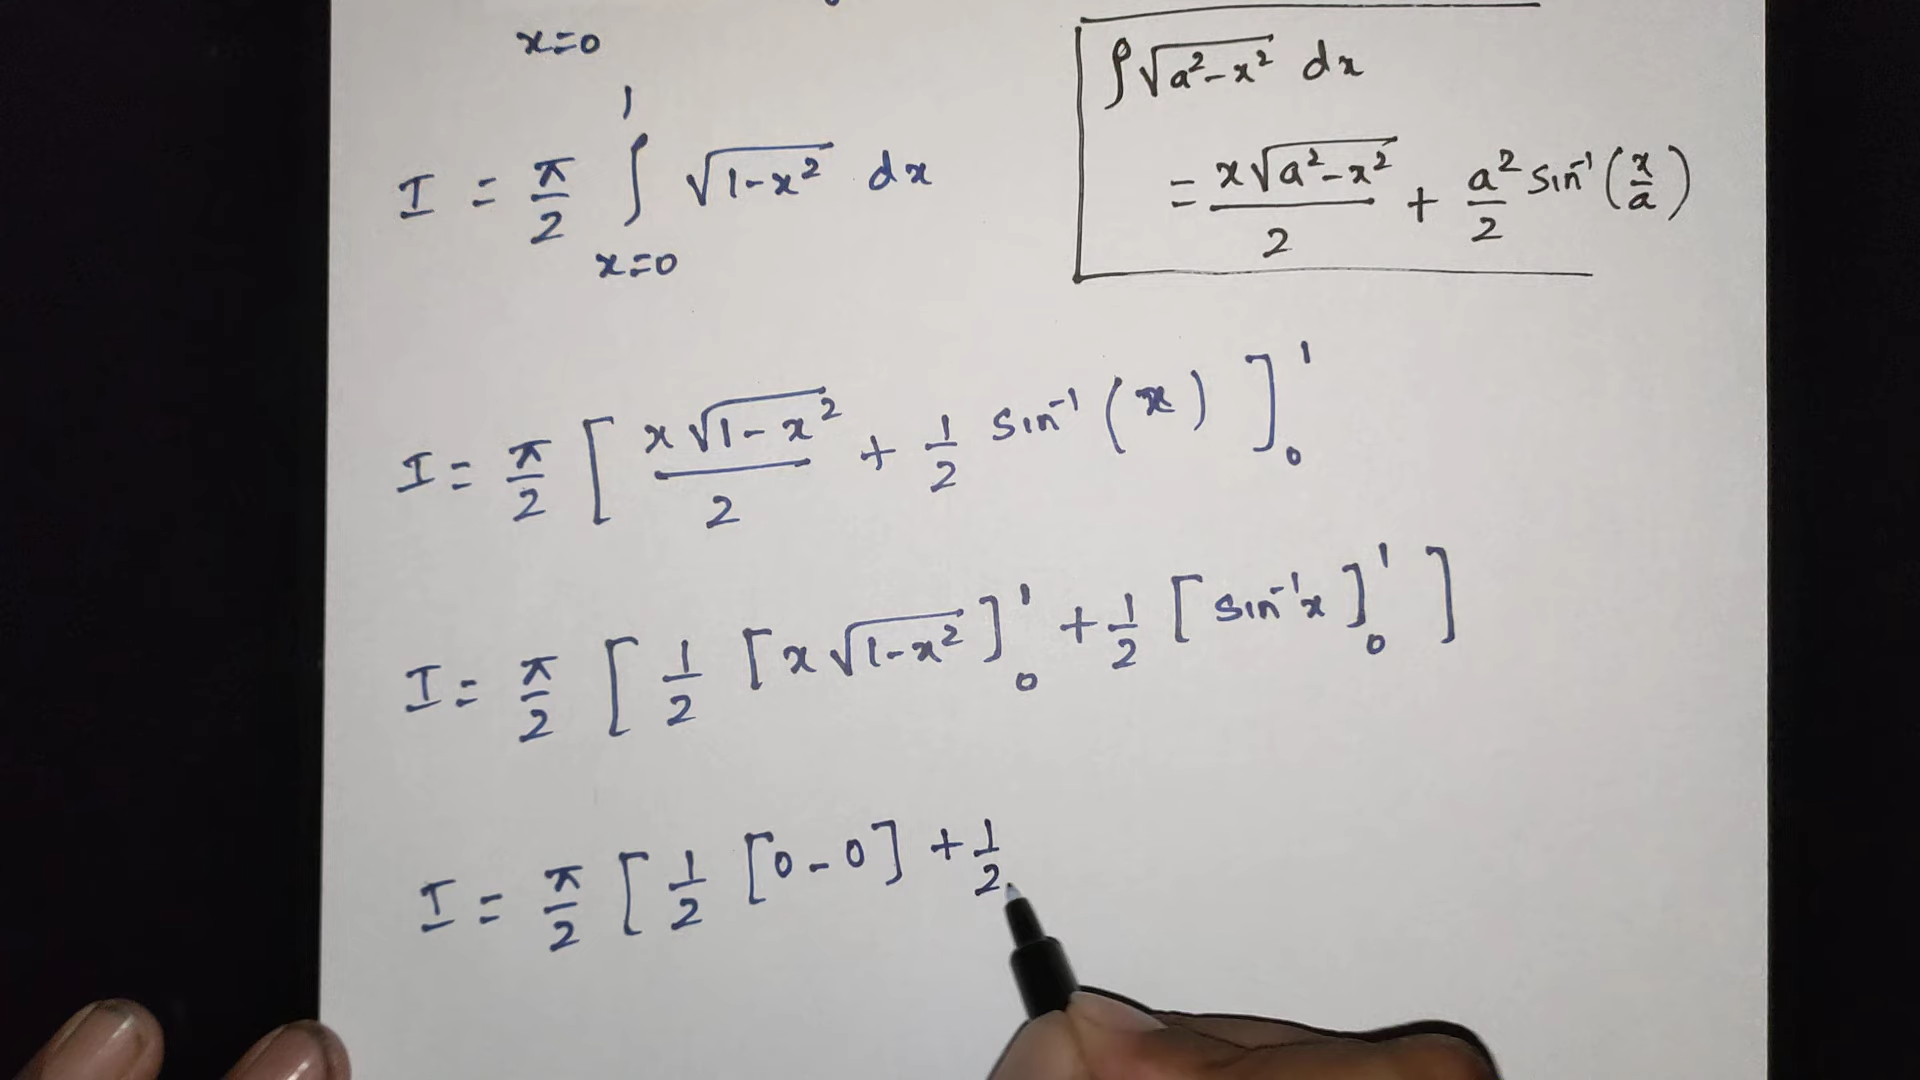 x=0
∫√(a²-x²) dx
= x√(a²-x²)/2 + a²/2 sin⁻¹(x/a)
I = π/2 ∫_{x=0}^{1} √(1-x²) dx
I = π/2 [ x√(1-x²)/2 + 1/2 sin⁻¹(x) ]₀¹
I = π/2 [ 1/2 [x√(1-x²)]₀¹ + 1/2 [sin⁻¹x]₀¹ ]
I = π/2 [ 1/2 [0-0] + 1/2